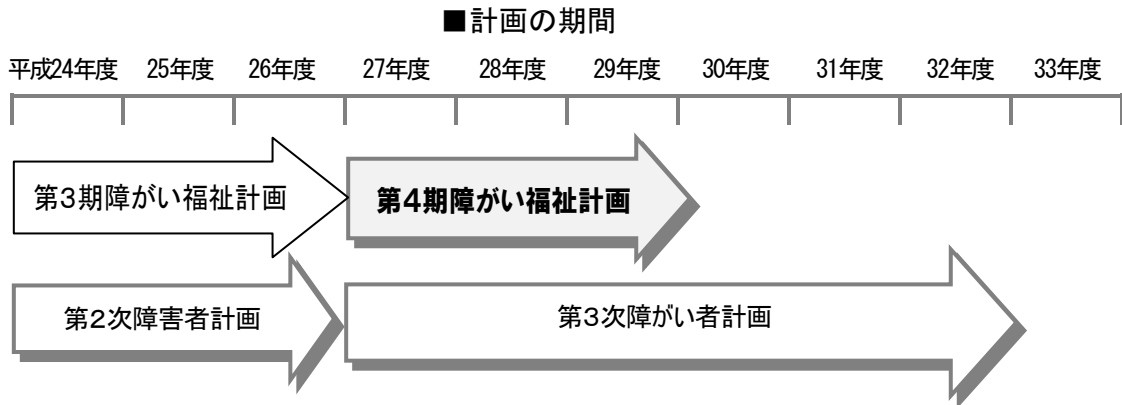 ■計画の期間
平成24年度 25年度 26年度 27年度 28年度 29年度 30年度 31年度 32年度 33年度
第3期障がい福祉計画 第4期障がい福祉計画
第2次障害者計画 第3次障がい者計画